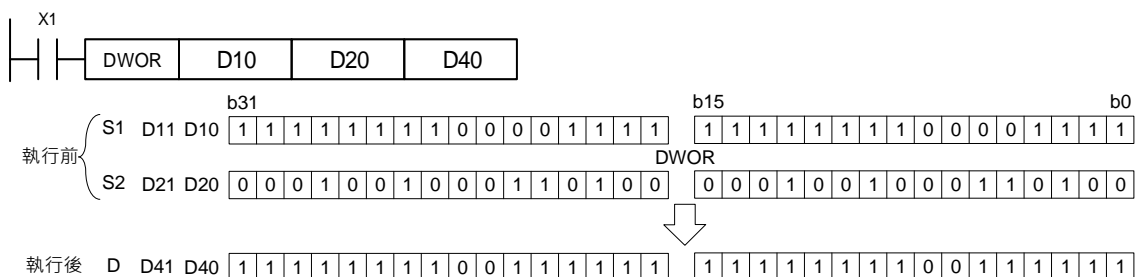 X1
DWOR D10 D20 D40
b31 b15 b0
S1 D11 D10 1 1 1 1 1 1 1 1 0 0 0 0 1 1 1 1 1 1 1 1 1 1 1 1 0 0 0 0 1 1 1 1
執行前 DWOR
S2 D21 D20 0 0 0 1 0 0 1 0 0 0 1 1 0 1 0 0 0 0 0 1 0 0 1 0 0 0 1 1 0 1 0 0
執行後 D D41 D40 1 1 1 1 1 1 1 1 0 0 1 1 1 1 1 1 1 1 1 1 1 1 1 1 0 0 1 1 1 1 1 1